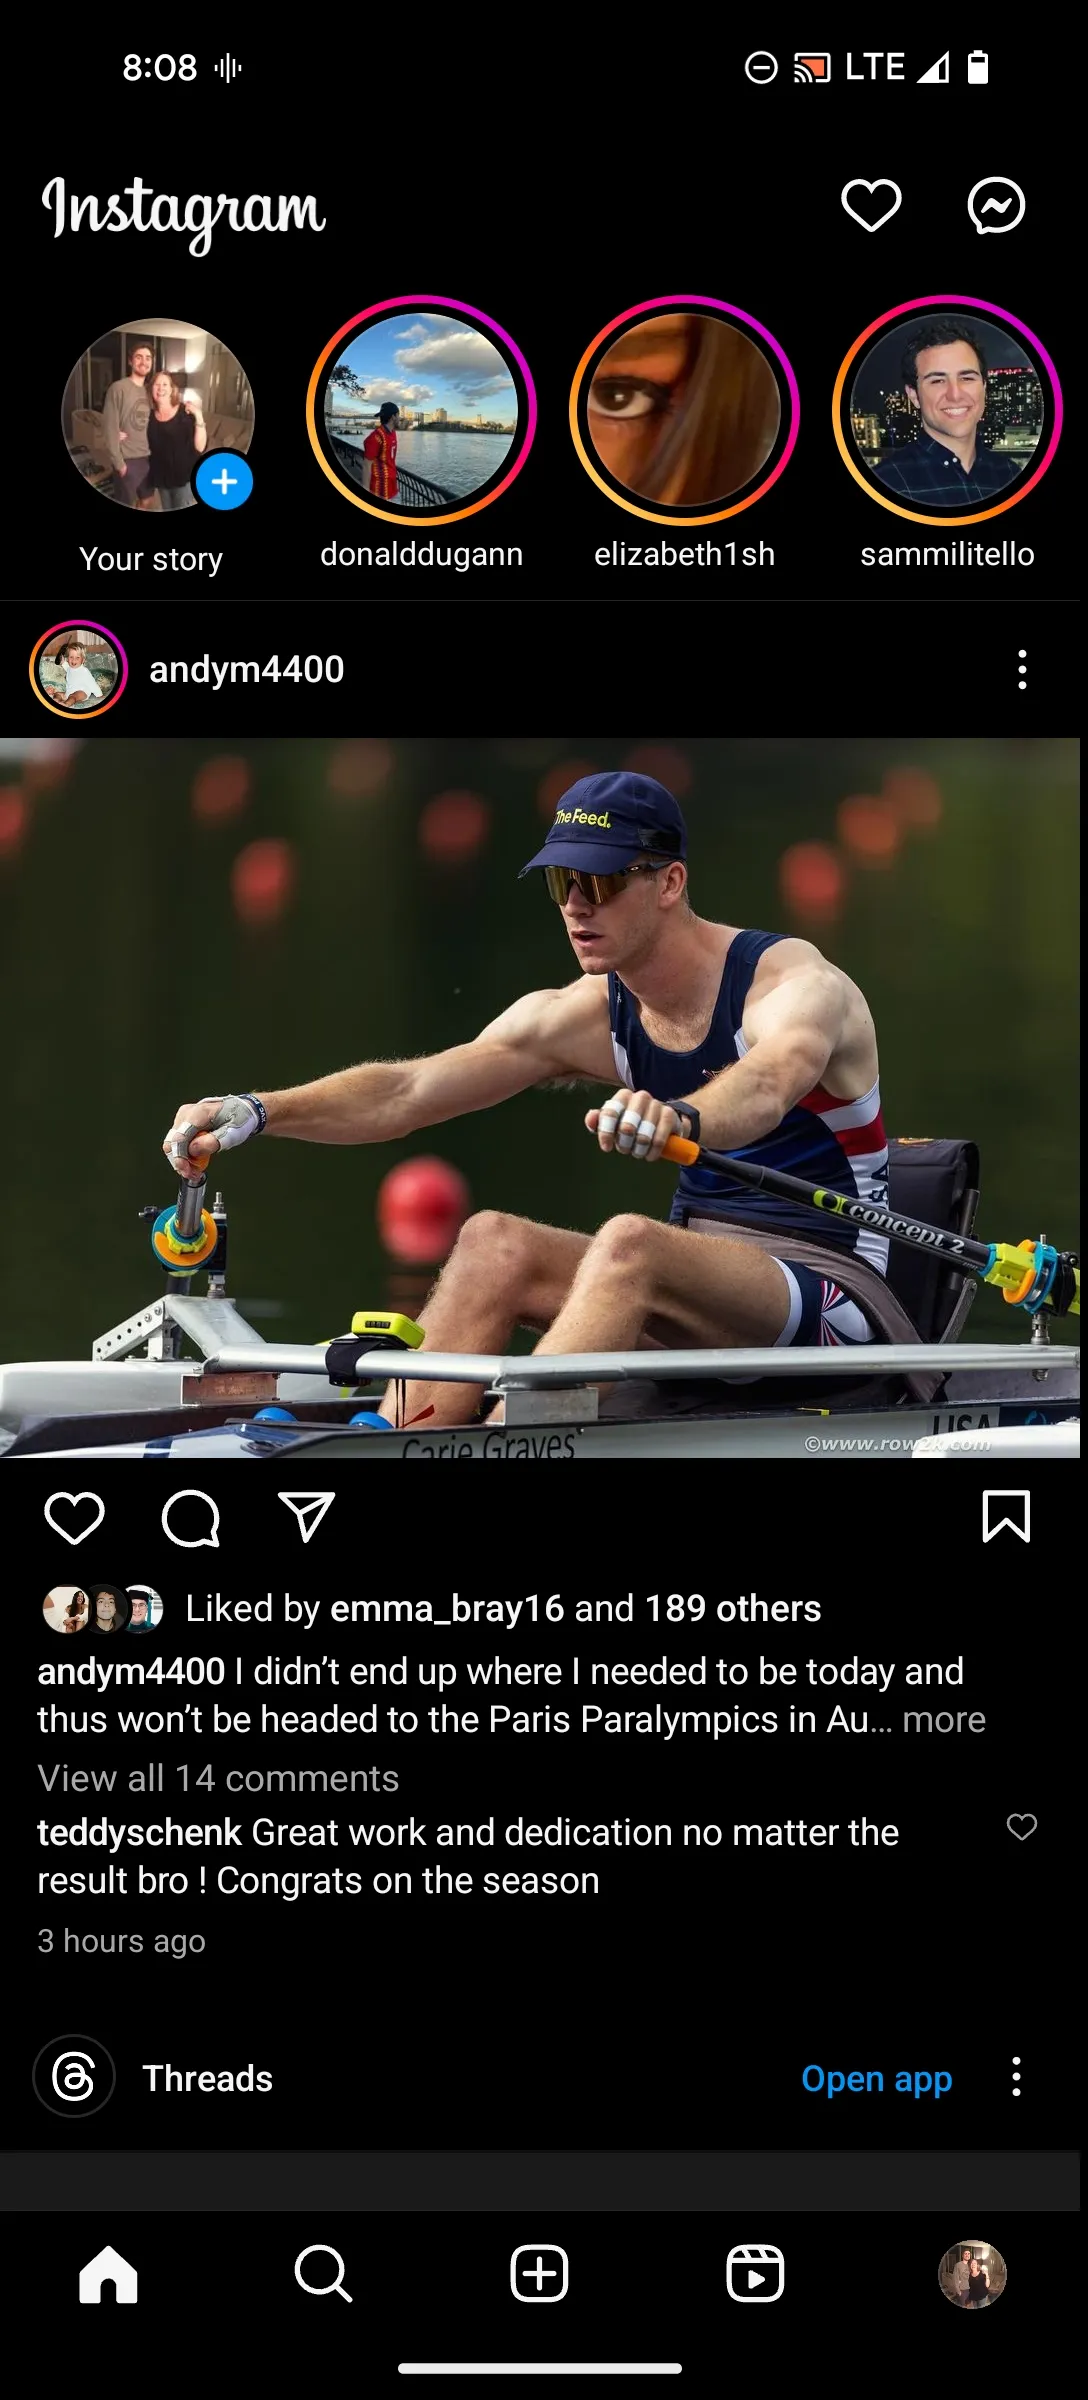 8:08
LTE
Instagram
Your story
donalddugann
elizabeth1sh
sammilitello
andym4400
The Feed.
concept 2
Carie Graves
USA
©www.row2k.com
Liked by emma_bray16 and 189 others
andym4400 I didn’t end up where I needed to be today and
thus won’t be headed to the Paris Paralympics in Au… more
View all 14 comments
teddyschenk Great work and dedication no matter the
result bro ! Congrats on the season
3 hours ago
Threads
Open app